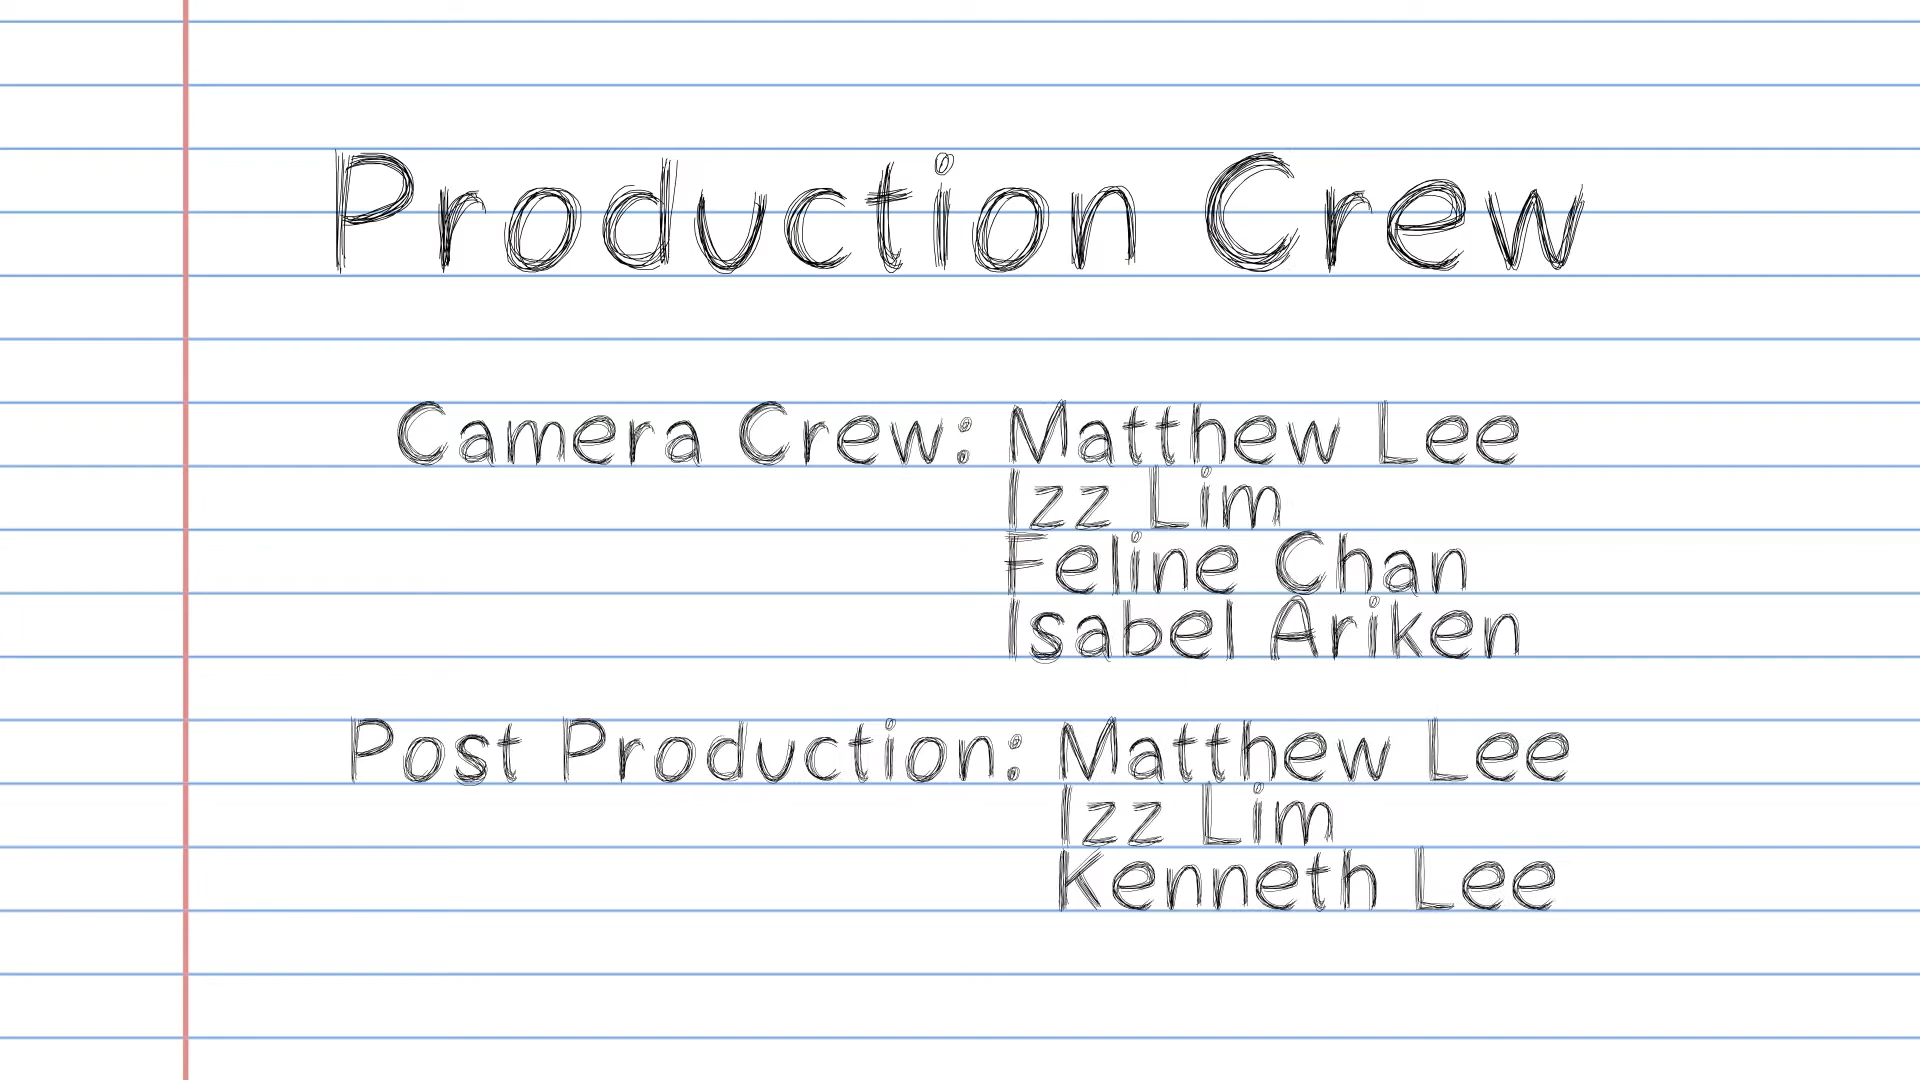 Production Crew
Camera Crew: Matthew Lee
Izz Lim
Feline Chan
Isabel Ariken
Post Production: Matthew Lee
Izz Lim
Kenneth Lee